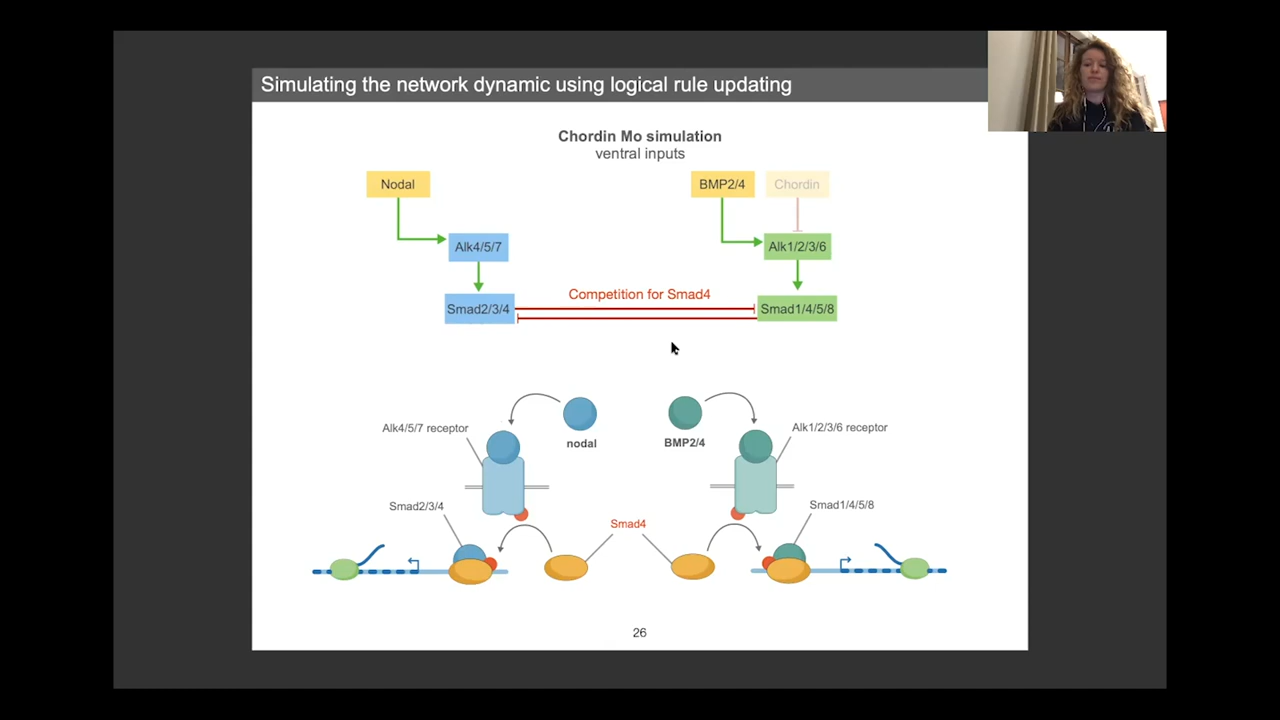 Simulating the network dynamic using logical rule updating
Chordin Mo simulation
ventral inputs
Nodal
BMP2/4
Chordin
Alk4/5/7
Alk1/2/3/6
Competition for Smad4
Smad2/3/4
Smad1/4/5/8
Alk4/5/7 receptor
nodal
BMP2/4
Alk1/2/3/6 receptor
Smad2/3/4
Smad4
Smad1/4/5/8
26